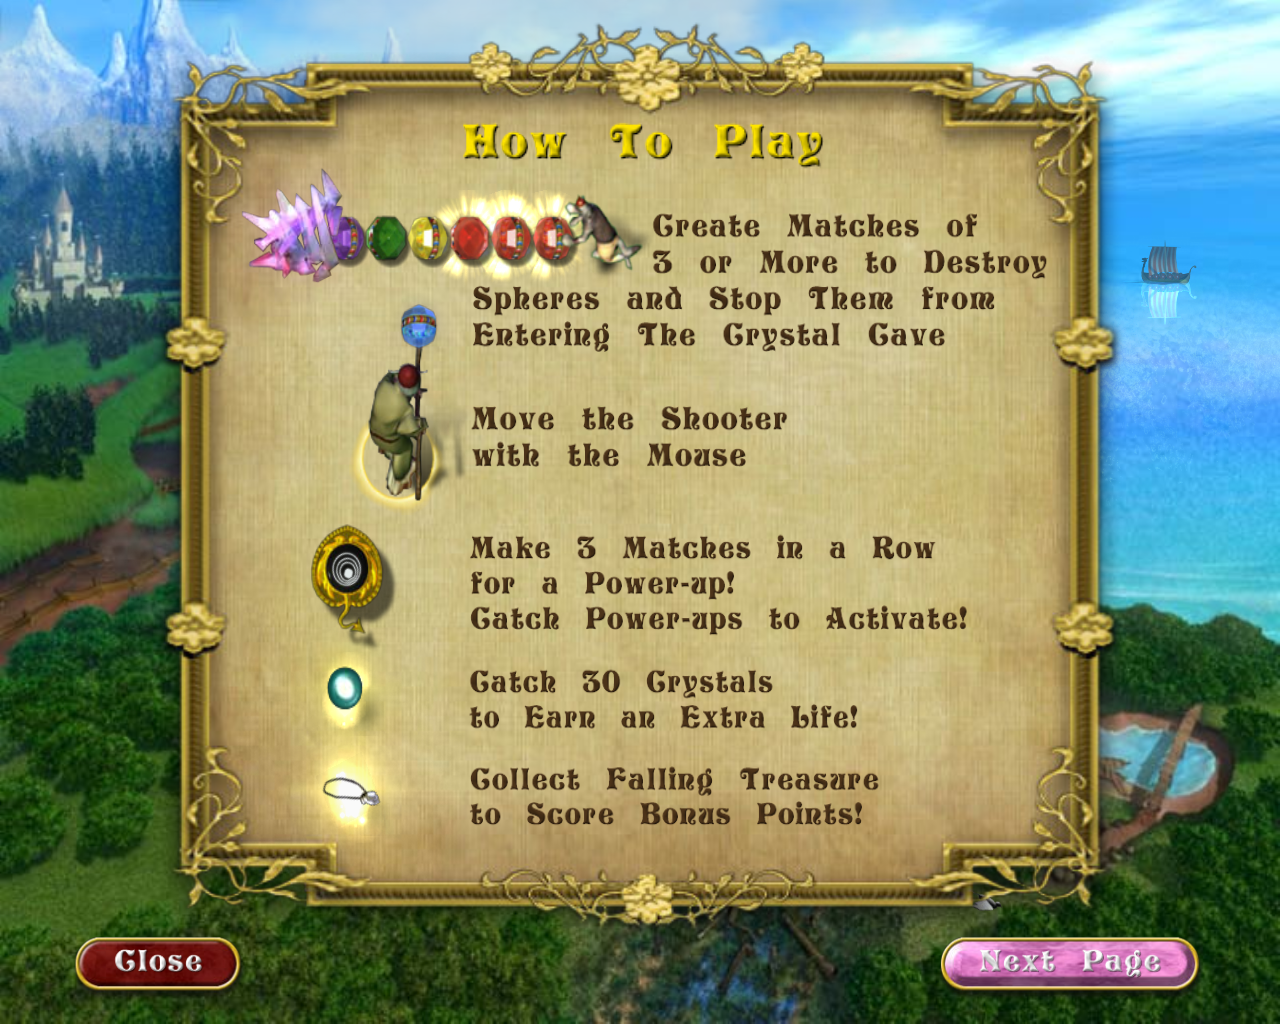 How To Play
Create Matches of
3 or More to Destroy
Spheres and Stop Them from
Entering The Crystal Cave
Move the Shooter
with the Mouse
Make 3 Matches in a Row
for a Power-up!
Catch Power-ups to Activate!
Catch 30 Crystals
to Earn an Extra Life!
Collect Falling Treasure
to Score Bonus Points!
Close
Next Page